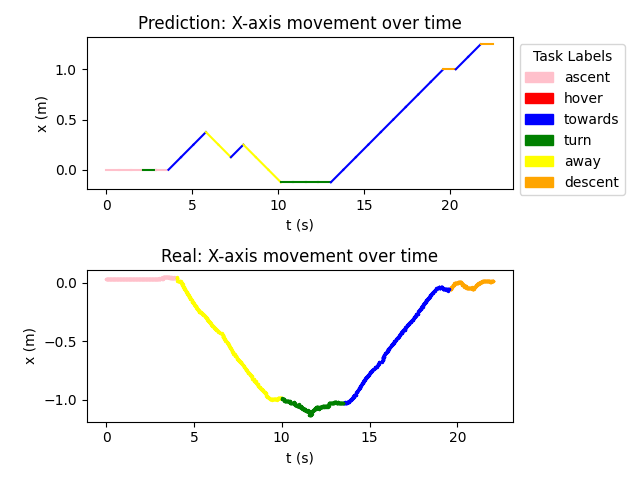 Prediction: X-axis movement over time
1.0
0.5
0.0
x (m)
0 5 10 15 20
t (s)
Task Labels
ascent
hover
towards
turn
away
descent
Real: X-axis movement over time
0.0
−0.5
−1.0
x (m)
0 5 10 15 20
t (s)